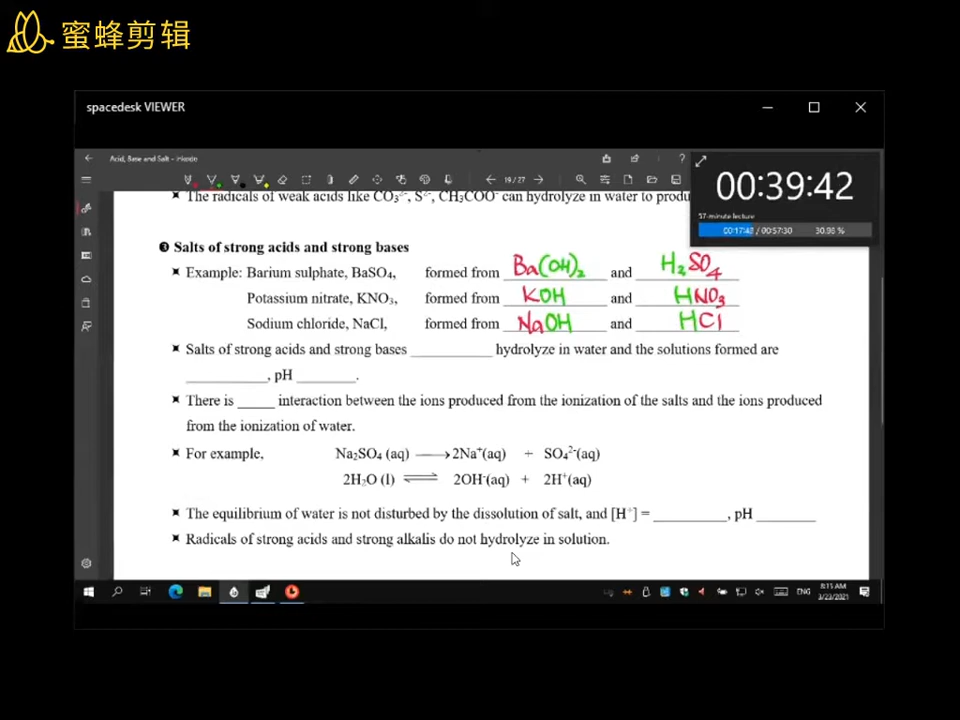 蜜蜂剪辑
spacedesk VIEWER
Acid, Base and Salt - Inkodo
19 / 27
00:39:42
57-minute lecture
00:17:48 / 00:57:30 30.96 %
The radicals of weak acids like CO₃²⁻, S²⁻, CH₃COO⁻ can hydrolyze in water to produ
❸ Salts of strong acids and strong bases
Example: Barium sulphate, BaSO₄, formed from Ba(OH)₂ and H₂SO₄
Potassium nitrate, KNO₃, formed from KOH and HNO₃
Sodium chloride, NaCl, formed from NaOH and HCl
Salts of strong acids and strong bases ____________ hydrolyze in water and the solutions formed are
____________, pH ________.
There is _____ interaction between the ions produced from the ionization of the salts and the ions produced
from the ionization of water.
For example, Na₂SO₄ (aq) ⟶ 2Na⁺(aq) + SO₄²⁻(aq)
2H₂O (l) ⇌ 2OH⁻(aq) + 2H⁺(aq)
The equilibrium of water is not disturbed by the dissolution of salt, and [H⁺] = __________, pH ________
Radicals of strong acids and strong alkalis do not hydrolyze in solution.
ENG
8:15 AM
3/23/2021